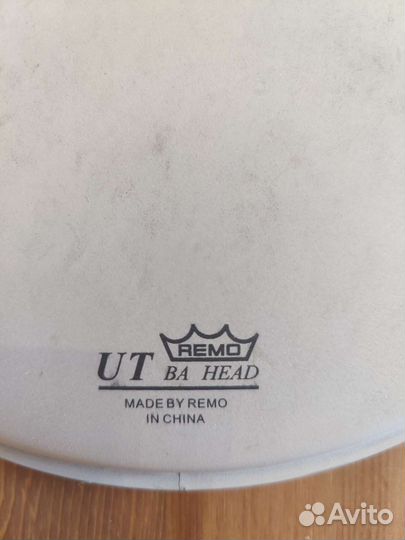 REMO
UT BA HEAD
MADE BY REMO
IN CHINA
Avito